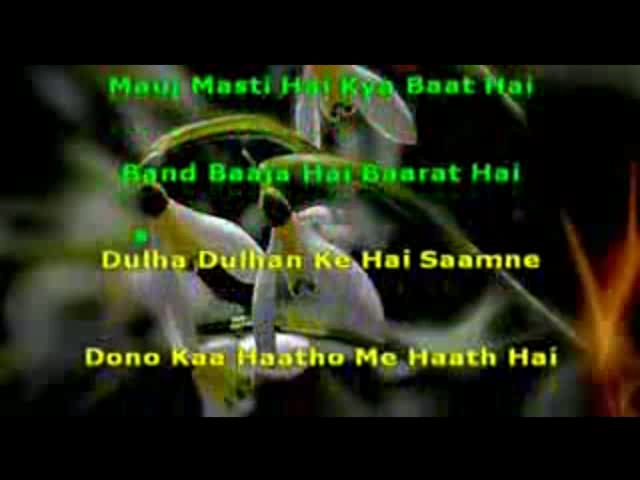 Mauj Masti Hai Kya Baat Hai
Band Baaja Hai Baarat Hai
Dulha Dulhan Ke Hai Saamne
Dono Kaa Haatho Me Haath Hai